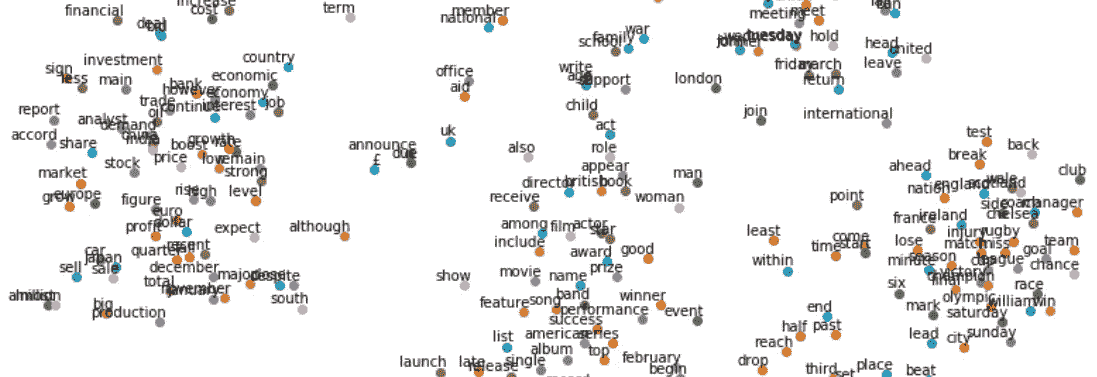 financial
increase
cost
term
member
national
meet
meeting
deal
war
family
school
tuesday
hold
head
united
investment
country
sign
less
main
bank
however
economic
economy
office
aid
write
support
london
friday
march
return
leave
report
trade
continue
interest
job
oil
child
join
international
analyst
demand
accord
share
india
boost
growth
rate
uk
act
test
stock
price
low
remain
strong
announce
£
due
also
role
appear
break
back
market
director
british
book
man
ahead
club
grow
europe
figure
rise
high
level
receive
woman
point
nation
england
scotland
side
coach
manager
chelsea
euro
dollar
profit
expect
although
among
film
actor
star
france
ireland
injury
rugby
quarter
recent
include
award
good
least
time
come
start
lose
match
miss
goal
team
car
japan
sale
sell
december
total
major
despite
january
show
movie
name
prize
within
minute
season
league
victory
champion
final
chance
almost
big
production
south
feature
song
band
performance
winner
event
six
race
olympic
william
win
success
end
mark
saturday
list
american
series
half
past
lead
city
sunday
launch
late
release
single
album
top
february
begin
reach
drop
third
set
place
beat